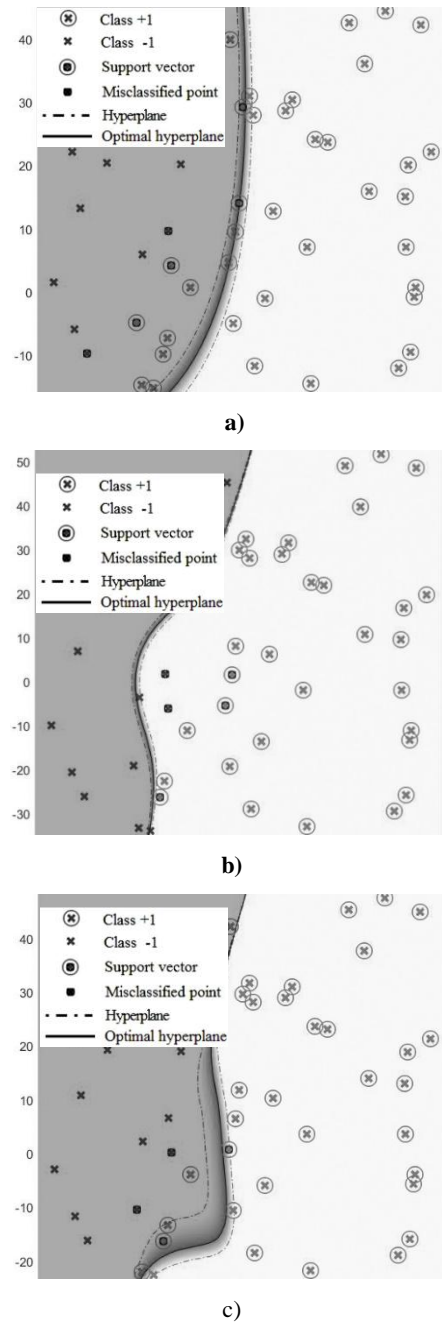 40
30
20
10
0
-10
Class +1
Class -1
Support vector
Misclassified point
Hyperplane
Optimal hyperplane
a)
50
40
30
20
10
0
-10
-20
-30
Class +1
Class -1
Support vector
Misclassified point
Hyperplane
Optimal hyperplane
b)
40
30
20
10
0
-10
-20
Class +1
Class -1
Support vector
Misclassified point
Hyperplane
Optimal hyperplane
c)